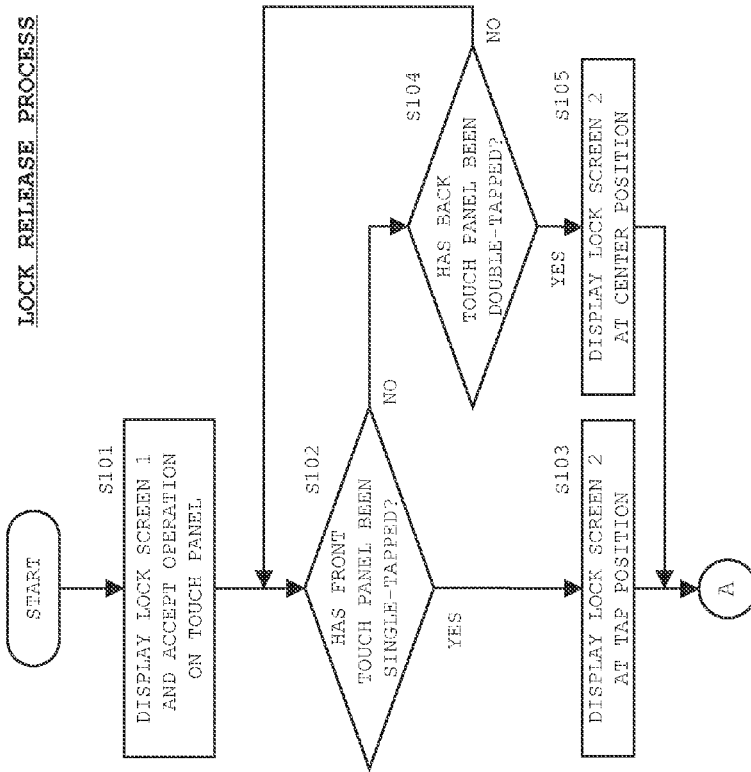 LOCK RELEASE PROCESS
START
S101
DISPLAY LOCK SCREEN 1
AND ACCEPT OPERATION
ON TOUCH PANEL
S102
HAS FRONT
TOUCH PANEL BEEN
SINGLE-TAPPED?
NO
YES
S104
HAS BACK
TOUCH PANEL BEEN
DOUBLE-TAPPED?
NO
YES
S103
DISPLAY LOCK SCREEN 2
AT TAP POSITION
S105
DISPLAY LOCK SCREEN 2
AT CENTER POSITION
A